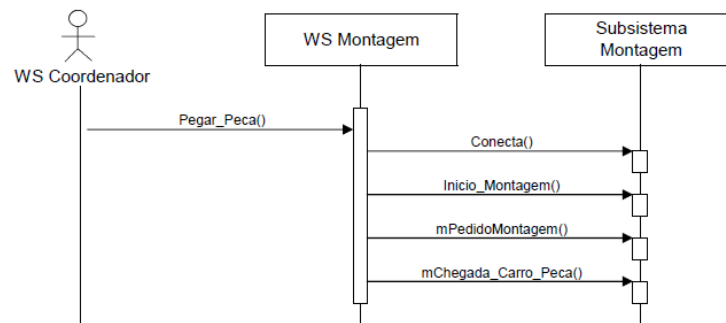 WS Coordenador
WS Montagem
Subsistema
Montagem
Pegar_Peca()
Conecta()
Inicio_Montagem()
mPedidoMontagem()
mChegada_Carro_Peca()